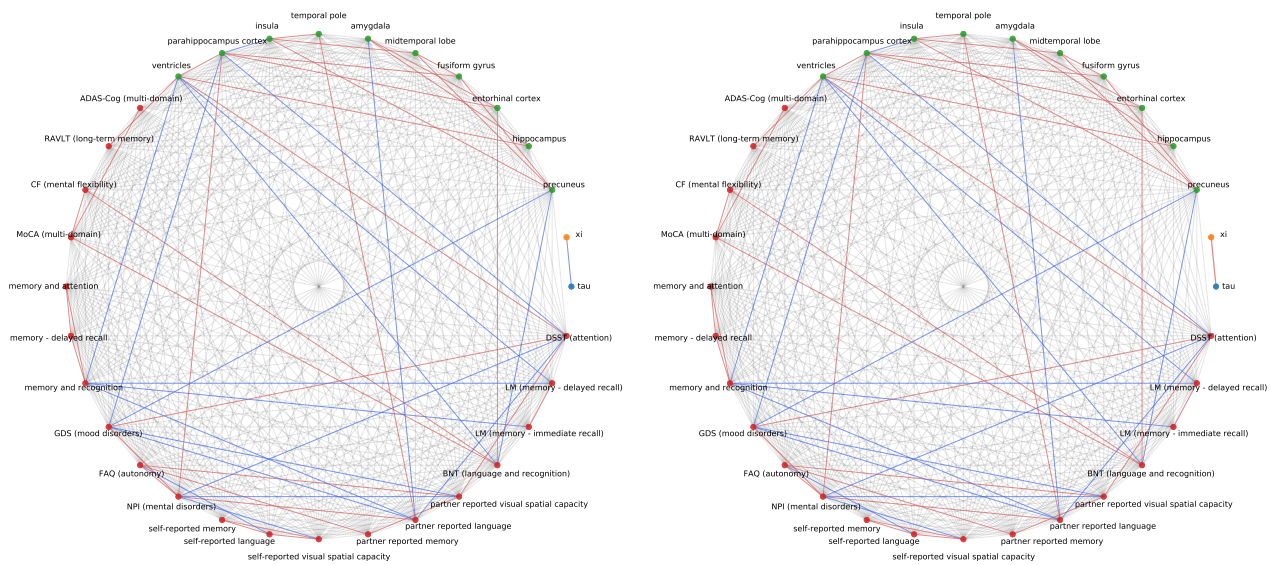 temporal pole
insula
amygdala
parahippocampus cortex
midtemporal lobe
ventricles
fusiform gyrus
ADAS-Cog (multi-domain)
entorhinal cortex
RAVLT (long-term memory)
hippocampus
CF (mental flexibility)
precuneus
MoCA (multi-domain)
xi
memory and attention
tau
memory - delayed recall
DSST (attention)
memory and recognition
LM (memory - delayed recall)
GDS (mood disorders)
LM (memory - immediate recall)
FAQ (autonomy)
BNT (language and recognition)
NPI (mental disorders)
partner reported visual spatial capacity
self-reported memory
partner reported language
self-reported language
partner reported memory
self-reported visual spatial capacity
temporal pole
insula
amygdala
parahippocampus cortex
midtemporal lobe
ventricles
fusiform gyrus
ADAS-Cog (multi-domain)
entorhinal cortex
RAVLT (long-term memory)
hippocampus
CF (mental flexibility)
precuneus
MoCA (multi-domain)
xi
memory and attention
tau
memory - delayed recall
DSST (attention)
memory and recognition
LM (memory - delayed recall)
GDS (mood disorders)
LM (memory - immediate recall)
FAQ (autonomy)
BNT (language and recognition)
NPI (mental disorders)
partner reported visual spatial capacity
self-reported memory
partner reported language
self-reported language
partner reported memory
self-reported visual spatial capacity